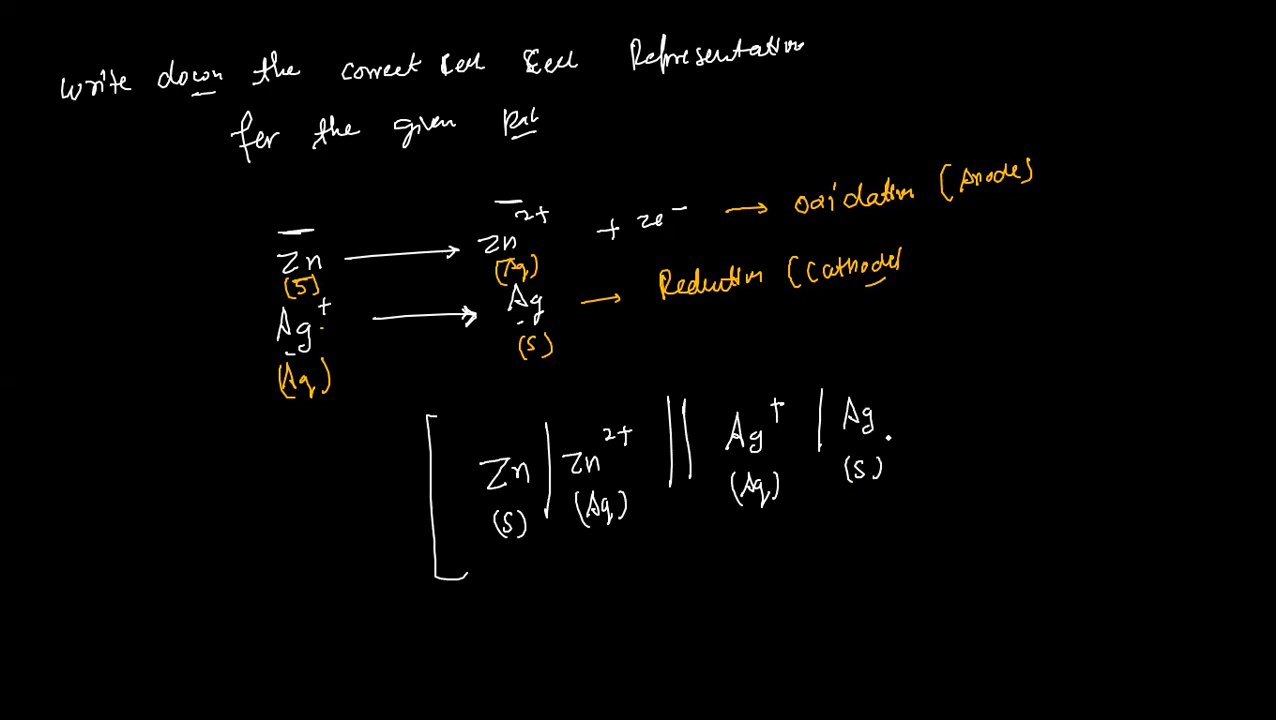 write down the correct Cell Cell Representation
for the given
Zn ⟶ Zn²⁺ + 2e⁻ → oxidation (Anode)
(S) (Aq)
Ag⁺ ⟶ Ag → Reduction (Cathode)
(Aq) (S)
[ Zn | Zn²⁺ || Ag⁺ | Ag
(S) (Aq) (Aq) (S)